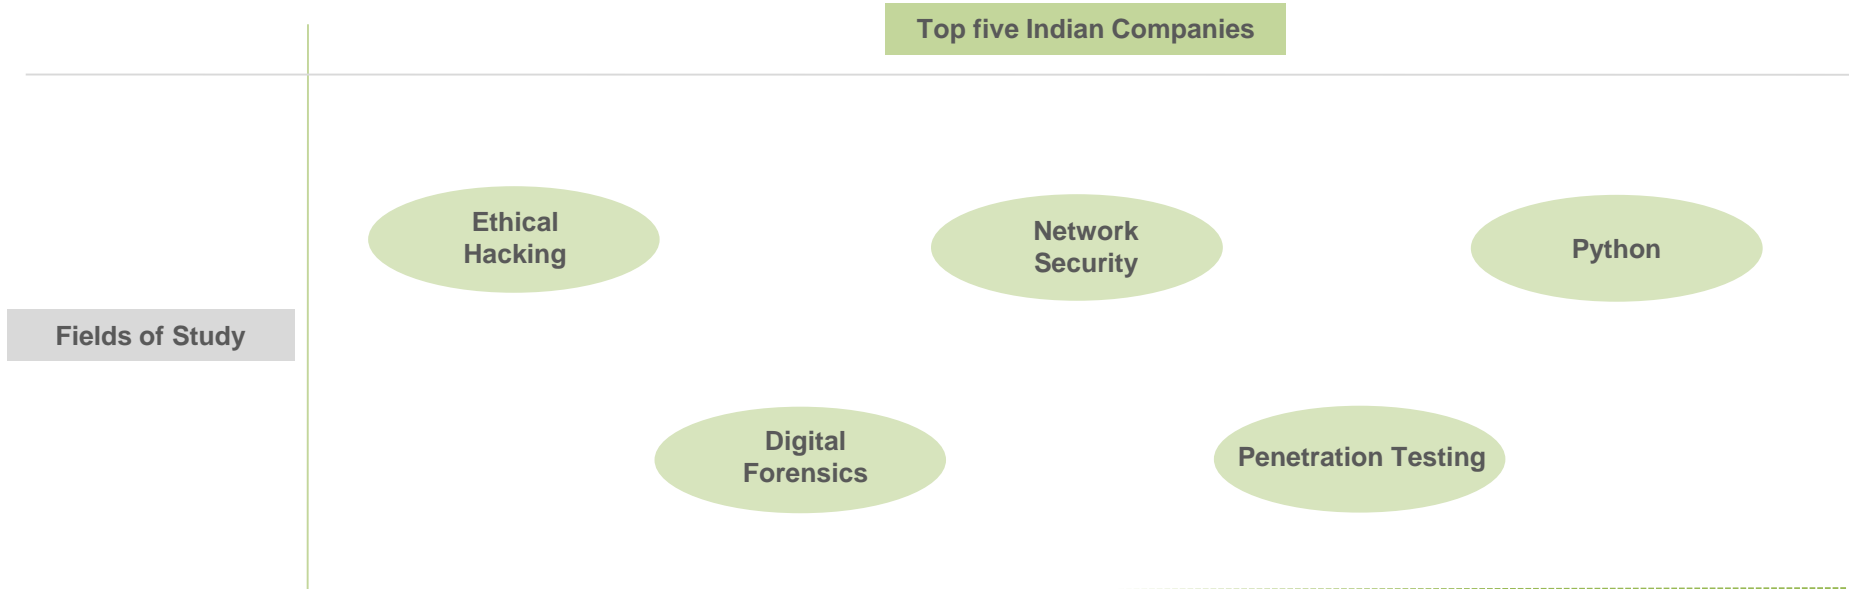 Top five Indian Companies
Ethical
Hacking
Network
Security
Python
Fields of Study
Digital
Forensics
Penetration Testing